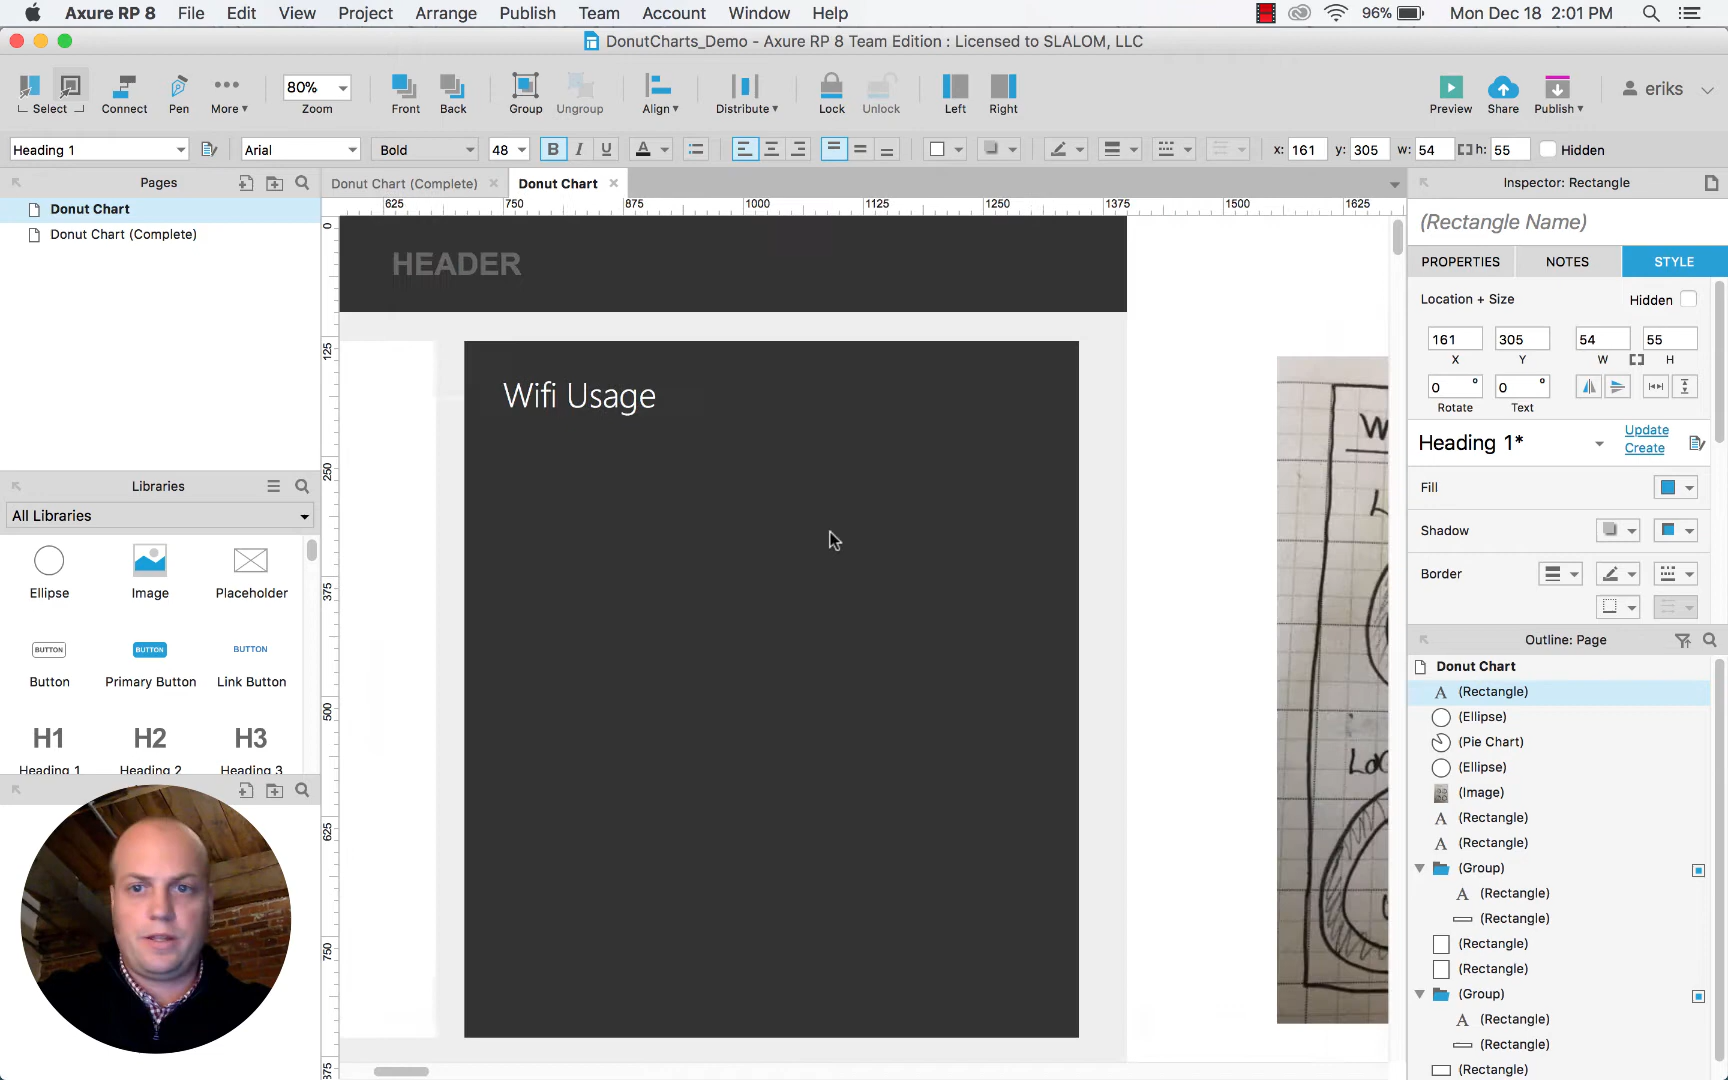 Axure RP 8 File Edit View Project Arrange Publish Team Account Window Help 96% Mon Dec 18 2:01 PM
DonutCharts_Demo - Axure RP 8 Team Edition : Licensed to SLALOM, LLC
80%
Select Connect Pen More Zoom Front Back Group Ungroup Align Distribute Lock Unlock Left Right Preview Share Publish eriks
Heading 1 Arial Bold 48 B I U A x: 161 y: 305 w: 54 h: 55 Hidden
Pages
Donut Chart (Complete) Donut Chart
Inspector: Rectangle
Donut Chart
Donut Chart (Complete)
625 750 875 1000 1125 1250 1375 1500 1625
0
125
250
375
500
625
750
HEADER
Wifi Usage
(Rectangle Name)
PROPERTIES NOTES STYLE
Location + Size Hidden
161 305 54 55
X Y W H
0 ° 0 °
Rotate Text
Heading 1* Update
Create
Fill
Shadow
Border
Outline: Page
Donut Chart
A (Rectangle)
(Ellipse)
(Pie Chart)
(Ellipse)
(Image)
A (Rectangle)
A (Rectangle)
(Group)
A (Rectangle)
(Rectangle)
(Rectangle)
(Rectangle)
(Group)
A (Rectangle)
(Rectangle)
(Rectangle)
Libraries
All Libraries
Ellipse Image Placeholder
BUTTON BUTTON BUTTON
Button Primary Button Link Button
H1 H2 H3
Heading 1 Heading 2 Heading 3